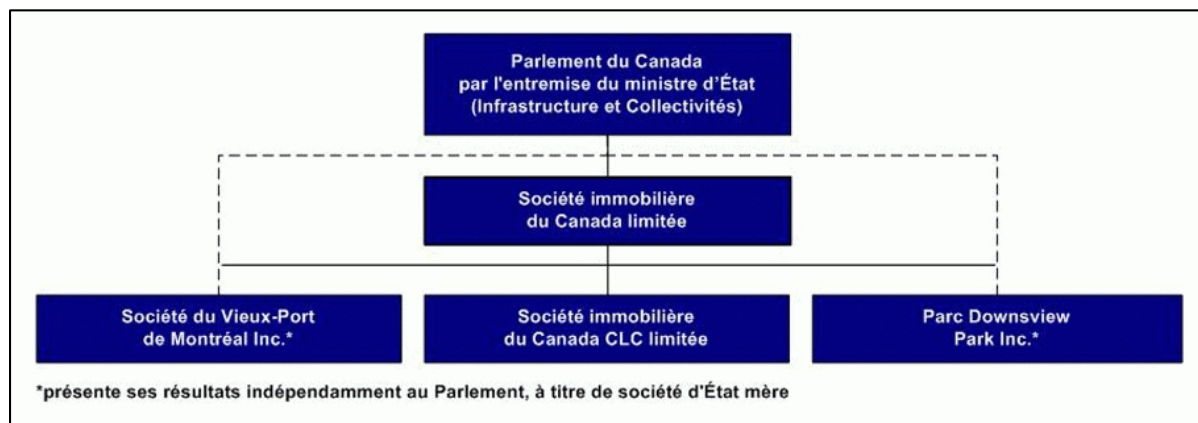 Parlement du Canada
par l'entremise du ministre d'État
(Infrastructure et Collectivités)
Société immobilière
du Canada limitée
Société du Vieux-Port
de Montréal Inc.*
Société immobilière
du Canada CLC limitée
Parc Downsview
Park Inc.*
*présente ses résultats indépendamment au Parlement, à titre de société d'État mère